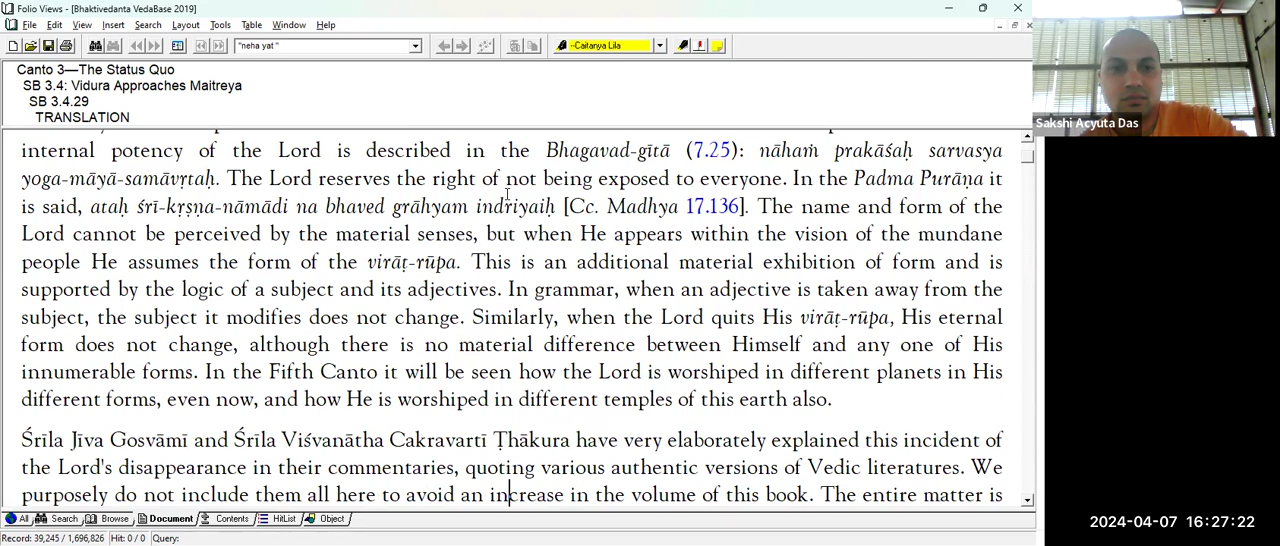 Folio Views - [Bhaktivedanta VedaBase 2019]
File Edit View Insert Search Layout Tools Table Window Help
"neha yat "
--Caitanya Lila
Canto 3—The Status Quo
SB 3.4: Vidura Approaches Maitreya
SB 3.4.29
TRANSLATION
internal potency of the Lord is described in the Bhagavad-gītā (7.25): nāhaṁ prakāśaḥ sarvasya
yoga-māyā-samāvṛtaḥ. The Lord reserves the right of not being exposed to everyone. In the Padma Purāṇa it
is said, ataḥ śrī-kṛṣṇa-nāmādi na bhaved grāhyam indriyaiḥ [Cc. Madhya 17.136]. The name and form of the
Lord cannot be perceived by the material senses, but when He appears within the vision of the mundane
people He assumes the form of the virāṭ-rūpa. This is an additional material exhibition of form and is
supported by the logic of a subject and its adjectives. In grammar, when an adjective is taken away from the
subject, the subject it modifies does not change. Similarly, when the Lord quits His virāṭ-rūpa, His eternal
form does not change, although there is no material difference between Himself and any one of His
innumerable forms. In the Fifth Canto it will be seen how the Lord is worshiped in different planets in His
different forms, even now, and how He is worshiped in different temples of this earth also.
Śrīla Jīva Gosvāmī and Śrīla Viśvanātha Cakravartī Ṭhākura have very elaborately explained this incident of
the Lord's disappearance in their commentaries, quoting various authentic versions of Vedic literatures. We
purposely do not include them all here to avoid an increase in the volume of this book. The entire matter is
All Search Browse Document Contents HitList Object
Record: 39,245 / 1,696,826 Hit: 0 / 0 Query:
Sakshi Acyuta Das
2024-04-07 16:27:22